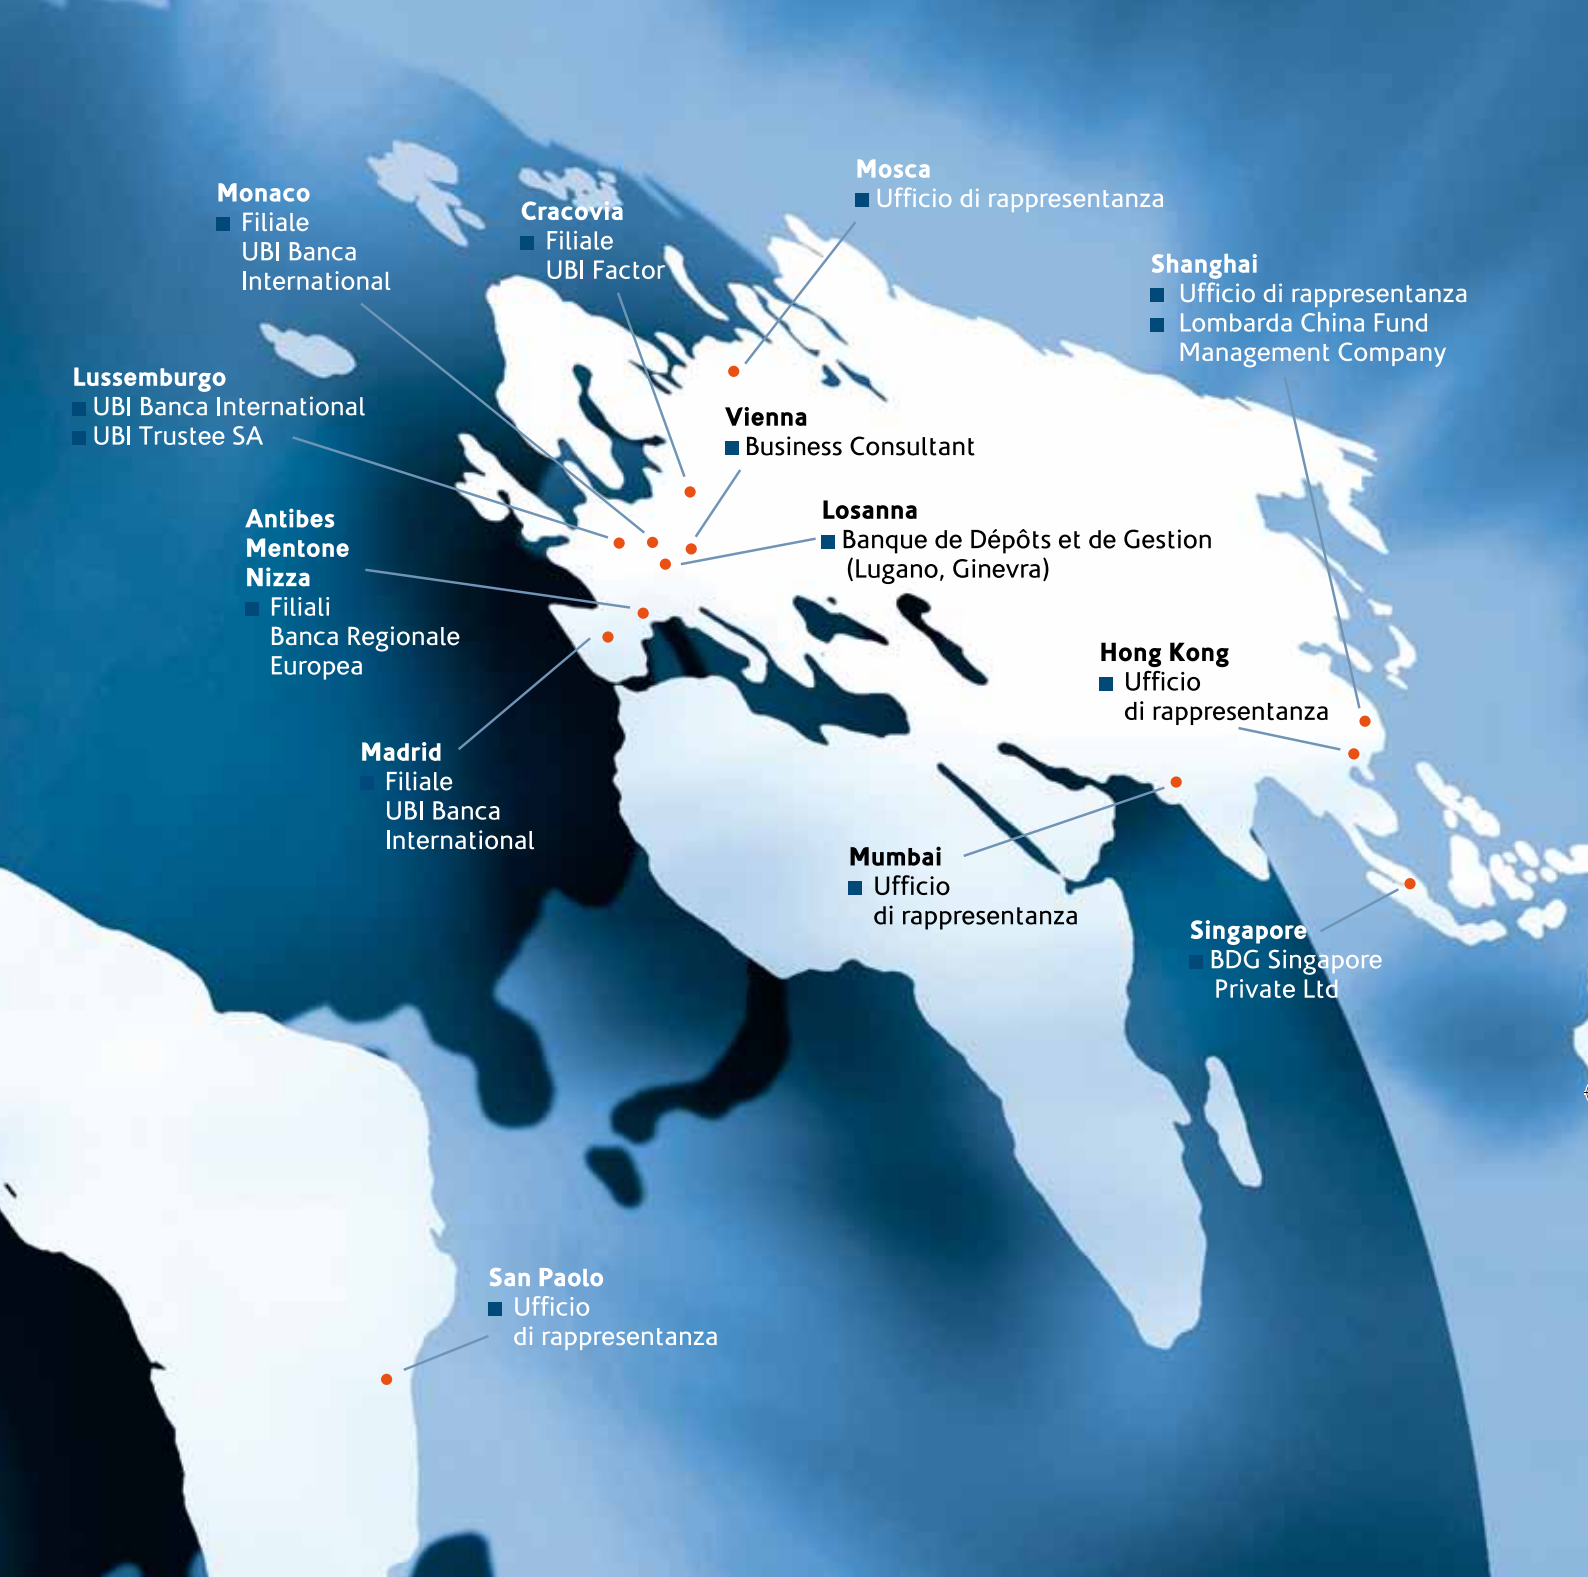 Mosca
Ufficio di rappresentanza
Monaco
Filiale
UBI Banca
International
Cracovia
Filiale
UBI Factor
Shanghai
Ufficio di rappresentanza
Lombarda China Fund
Management Company
Lussemburgo
UBI Banca International
UBI Trustee SA
Vienna
Business Consultant
Antibes
Mentone
Nizza
Filiali
Banca Regionale
Europea
Losanna
Banque de Dépôts et de Gestion
(Lugano, Ginevra)
Hong Kong
Ufficio
di rappresentanza
Madrid
Filiale
UBI Banca
International
Mumbai
Ufficio
di rappresentanza
Singapore
BDG Singapore
Private Ltd
San Paolo
Ufficio
di rappresentanza